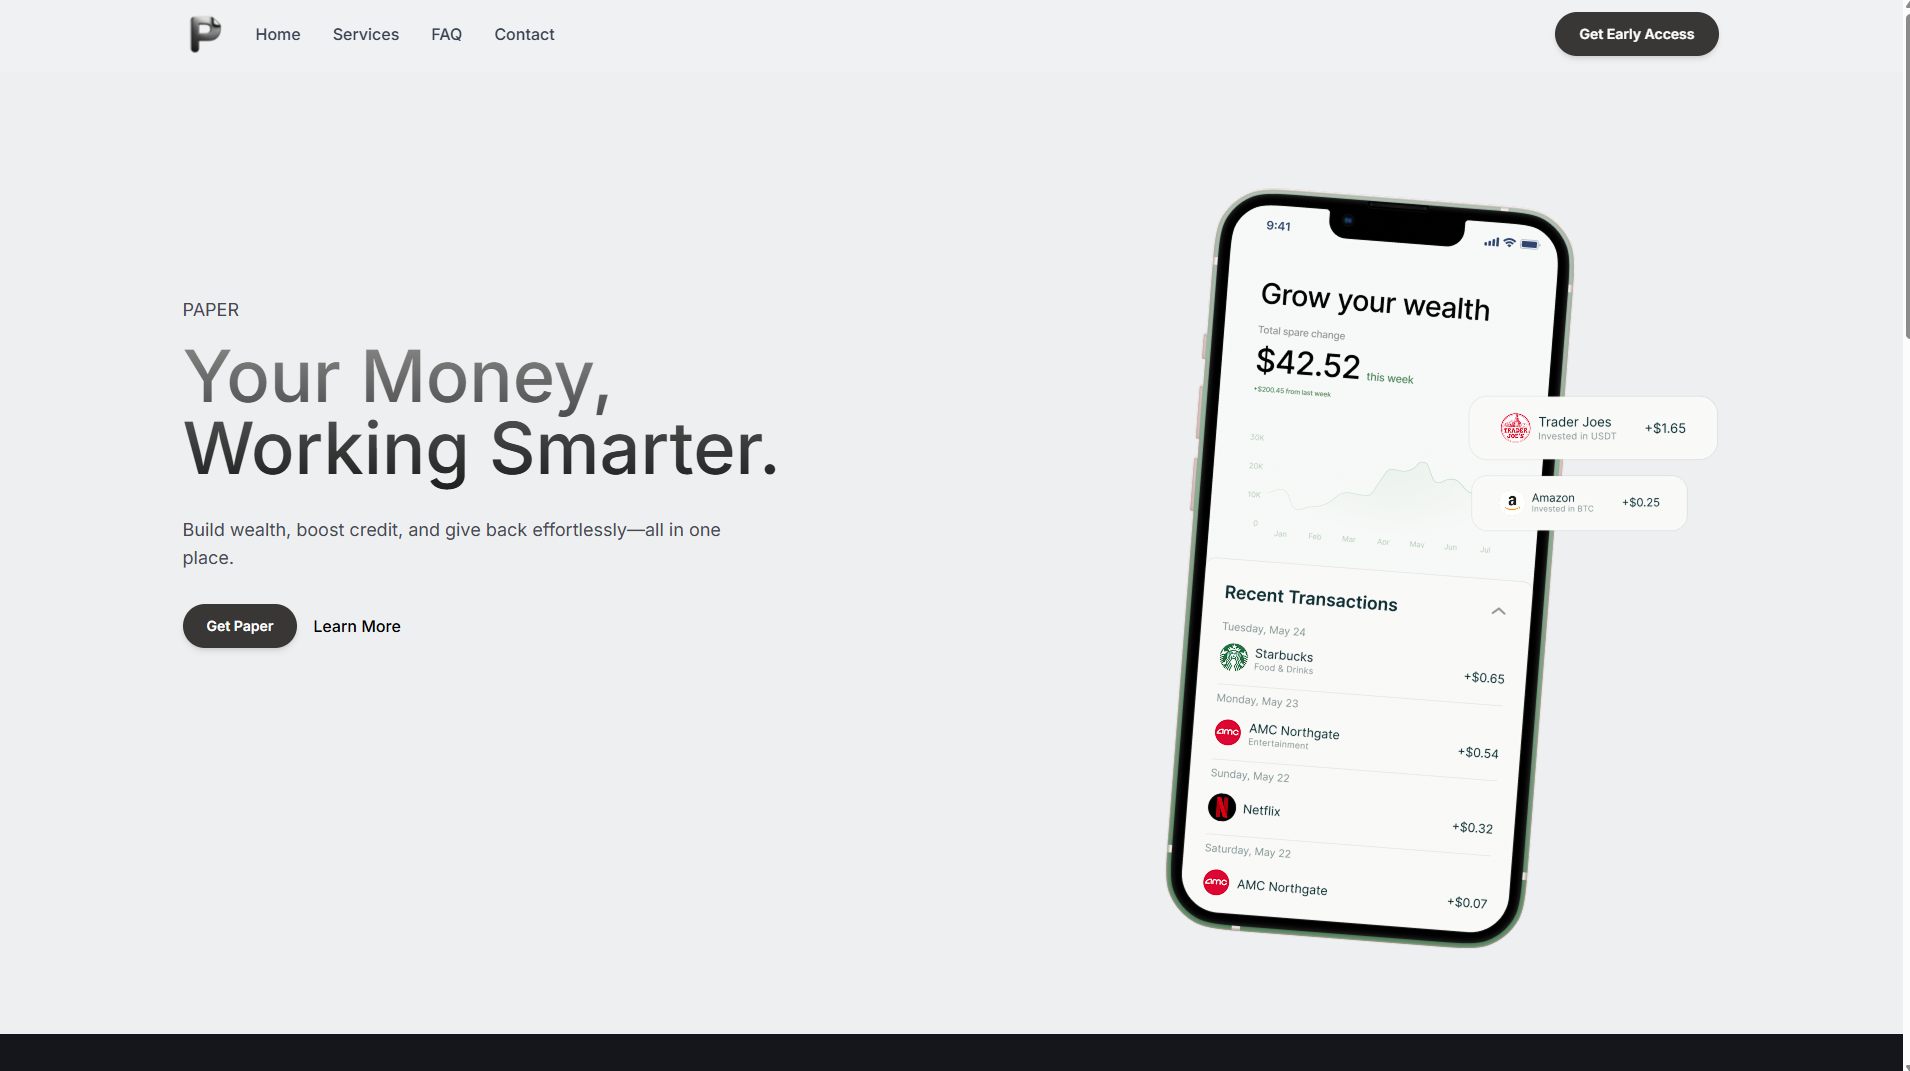 Home
Services
FAQ
Contact
Get Early Access
PAPER
Your Money,
Working Smarter.
Build wealth, boost credit, and give back effortlessly—all in one
place.
Get Paper
Learn More
9:41
Grow your wealth
Total spare change
$42.52 this week
+$200.45 from last week
30K
20K
10K
0
Jan Feb Mar Apr May Jun Jul
TRADER JOE'S
Trader Joes
Invested in USDT
+$1.65
Amazon
Invested in BTC
+$0.25
Recent Transactions
Tuesday, May 24
Starbucks
Food & Drinks
+$0.65
Monday, May 23
amc
AMC Northgate
Entertainment
+$0.54
Sunday, May 22
Netflix
+$0.32
Saturday, May 22
amc
AMC Northgate
+$0.07